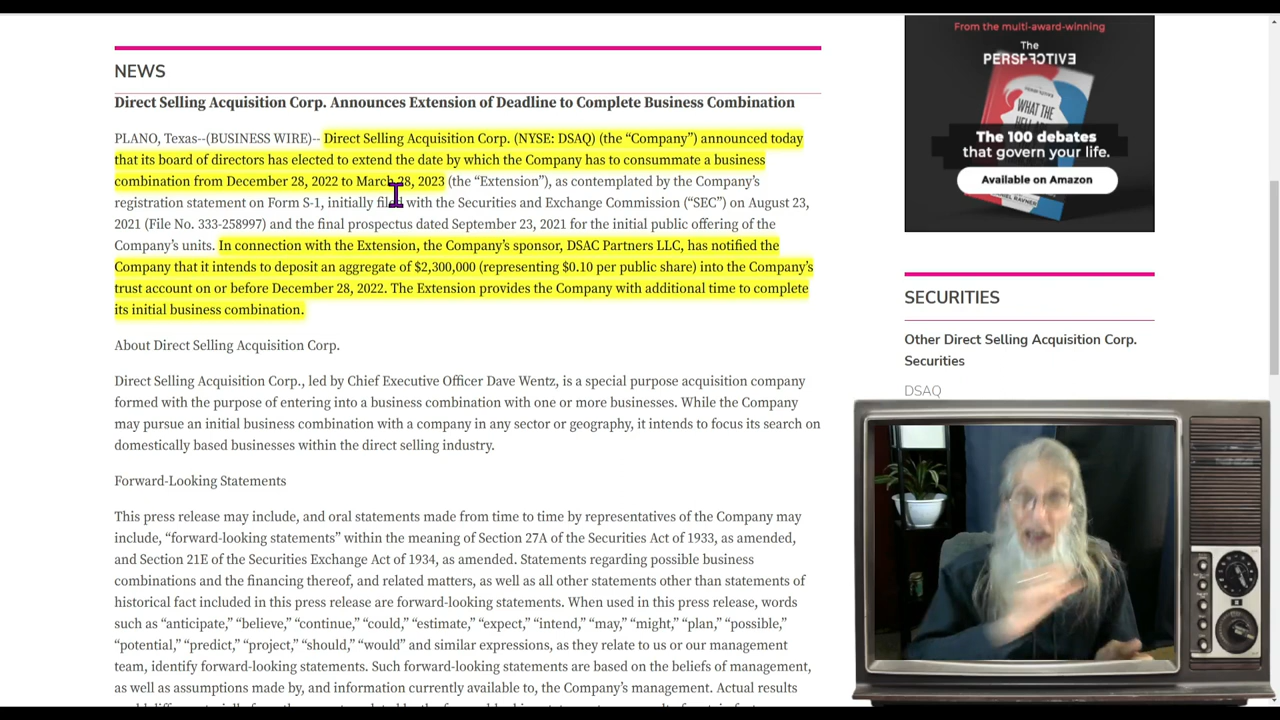 NEWS
Direct Selling Acquisition Corp. Announces Extension of Deadline to Complete Business Combination
PLANO, Texas--(BUSINESS WIRE)-- Direct Selling Acquisition Corp. (NYSE: DSAQ) (the “Company”) announced today
that its board of directors has elected to extend the date by which the Company has to consummate a business
combination from December 28, 2022 to March 28, 2023 (the “Extension”), as contemplated by the Company’s
registration statement on Form S-1, initially filed with the Securities and Exchange Commission (“SEC”) on August 23,
2021 (File No. 333-258997) and the final prospectus dated September 23, 2021 for the initial public offering of the
Company’s units. In connection with the Extension, the Company’s sponsor, DSAC Partners LLC, has notified the
Company that it intends to deposit an aggregate of $2,300,000 (representing $0.10 per public share) into the Company’s
trust account on or before December 28, 2022. The Extension provides the Company with additional time to complete
its initial business combination.
About Direct Selling Acquisition Corp.
Direct Selling Acquisition Corp., led by Chief Executive Officer Dave Wentz, is a special purpose acquisition company
formed with the purpose of entering into a business combination with one or more businesses. While the Company
may pursue an initial business combination with a company in any sector or geography, it intends to focus its search on
domestically based businesses within the direct selling industry.
Forward-Looking Statements
This press release may include, and oral statements made from time to time by representatives of the Company may
include, “forward-looking statements” within the meaning of Section 27A of the Securities Act of 1933, as amended,
and Section 21E of the Securities Exchange Act of 1934, as amended. Statements regarding possible business
combinations and the financing thereof, and related matters, as well as all other statements other than statements of
historical fact included in this press release are forward-looking statements. When used in this press release, words
such as “anticipate,” “believe,” “continue,” “could,” “estimate,” “expect,” “intend,” “may,” “might,” “plan,” “possible,”
“potential,” “predict,” “project,” “should,” “would” and similar expressions, as they relate to us or our management
team, identify forward-looking statements. Such forward-looking statements are based on the beliefs of management,
as well as assumptions made by, and information currently available to, the Company’s management. Actual results
From the multi-award-winning
The
PERSPECTIVE
WHAT
The 100 debates
that govern your life.
Available on Amazon
SECURITIES
Other Direct Selling Acquisition Corp.
Securities
DSAQ